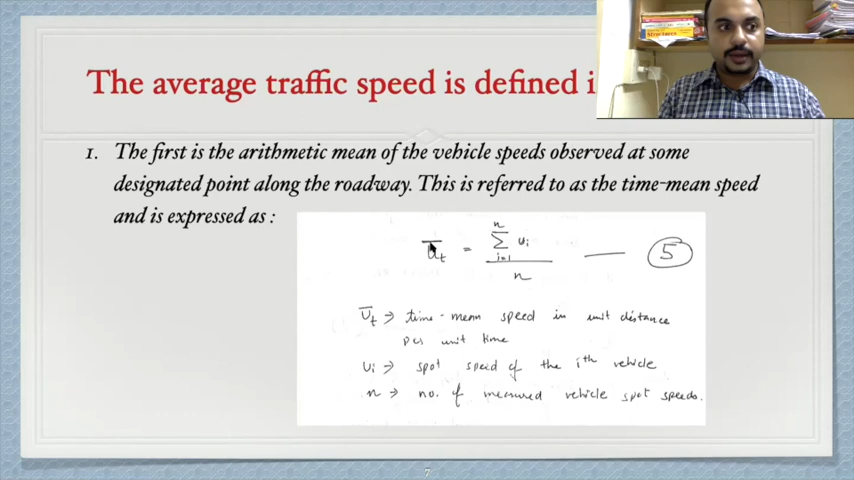 The average traffic speed is defined i
1. The first is the arithmetic mean of the vehicle speeds observed at some
designated point along the roadway. This is referred to as the time-mean speed
and is expressed as :
u̅t = Σ_{i=1}^{n} ui / n —— 5
u̅t => time-mean speed in unit distance
per unit time
ui => spot speed of the ith vehicle
n => no. of measured vehicle spot speeds.
7
Structures